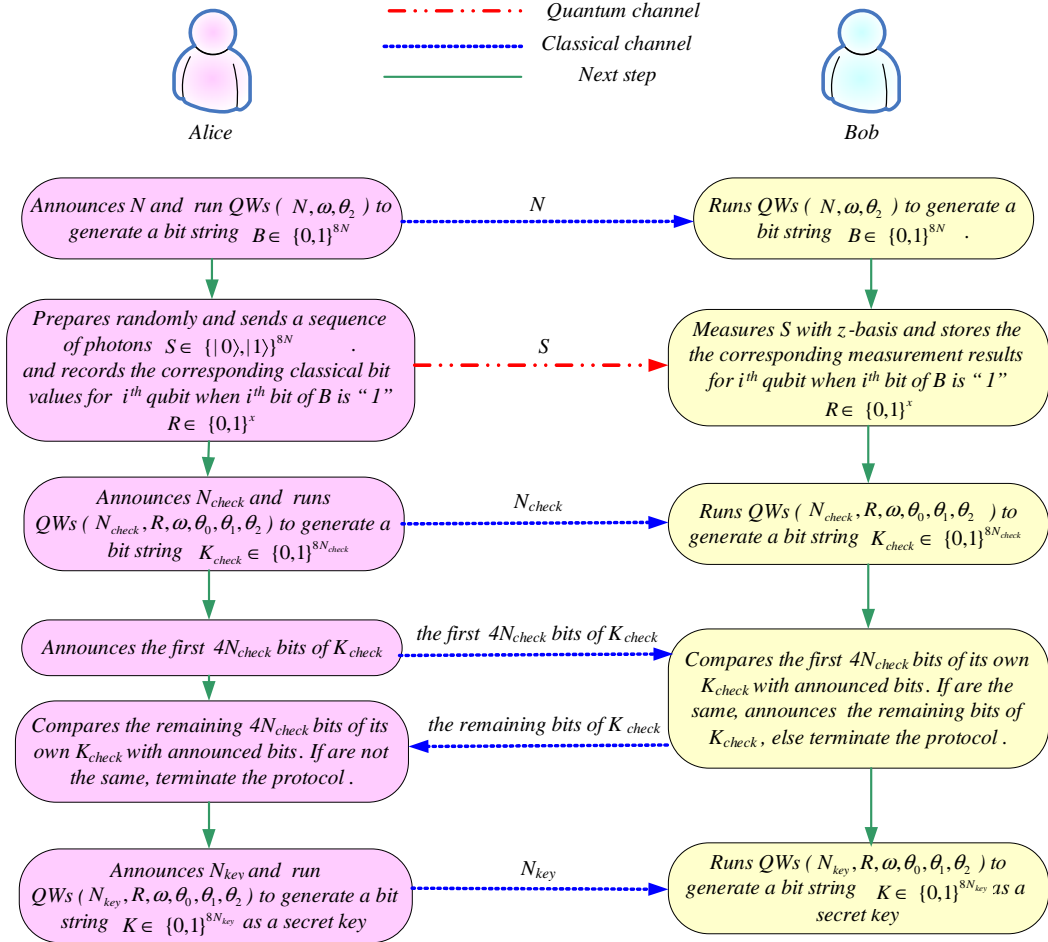 Quantum channel
Classical channel
Next step
Alice
Bob
Announces N and run QWs ( N, ω, θ₂ ) to
generate a bit string B ∈ {0,1}⁸ᴺ
N
Runs QWs ( N, ω, θ₂ ) to generate a
bit string B ∈ {0,1}⁸ᴺ .
Prepares randomly and sends a sequence
of photons S ∈ {|0⟩,|1⟩}⁸ᴺ .
and records the corresponding classical bit
values for iᵗʰ qubit when iᵗʰ bit of B is “ 1”
R ∈ {0,1}ˣ
S
Measures S with z-basis and stores the
the corresponding measurement results
for iᵗʰ qubit when iᵗʰ bit of B is “ 1”
R ∈ {0,1}ˣ
Announces N_check and runs
QWs ( N_check, R, ω, θ₀, θ₁, θ₂ ) to generate a
bit string K_check ∈ {0,1}^{8N_check}
N_check
Runs QWs ( N_check, R, ω, θ₀, θ₁, θ₂ ) to
generate a bit string K_check ∈ {0,1}^{8N_check}
Announces the first 4N_check bits of K_check
the first 4N_check bits of K_check
Compares the first 4N_check bits of its own
K_check with announced bits. If are the
same, announces the remaining bits of
K_check , else terminate the protocol .
Compares the remaining 4N_check bits of its
own K_check with announced bits. If are not
the same, terminate the protocol .
the remaining bits of K_check
Announces N_key and run
QWs ( N_key, R, ω, θ₀, θ₁, θ₂ ) to generate a bit
string K ∈ {0,1}^{8N_key} as a secret key
N_key
Runs QWs ( N_key, R, ω, θ₀, θ₁, θ₂ ) to
generate a bit string K ∈ {0,1}^{8N_key} as a
secret key